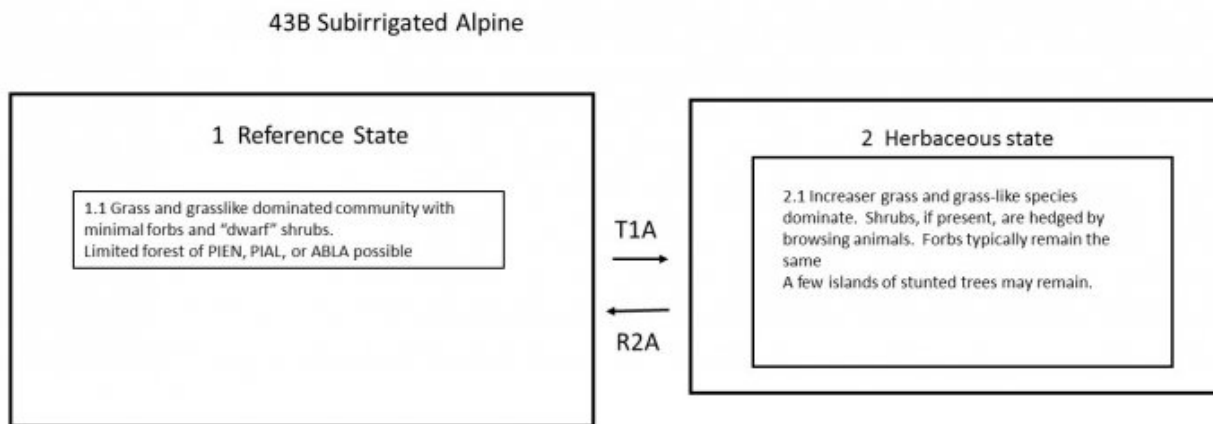 43B Subirrigated Alpine
1 Reference State
1.1 Grass and grasslike dominated community with
minimal forbs and “dwarf” shrubs.
Limited forest of PIEN, PIAL, or ABLA possible
T1A
R2A
2 Herbaceous state
2.1 Increaser grass and grass-like species
dominate. Shrubs, if present, are hedged by
browsing animals. Forbs typically remain the
same
A few islands of stunted trees may remain.